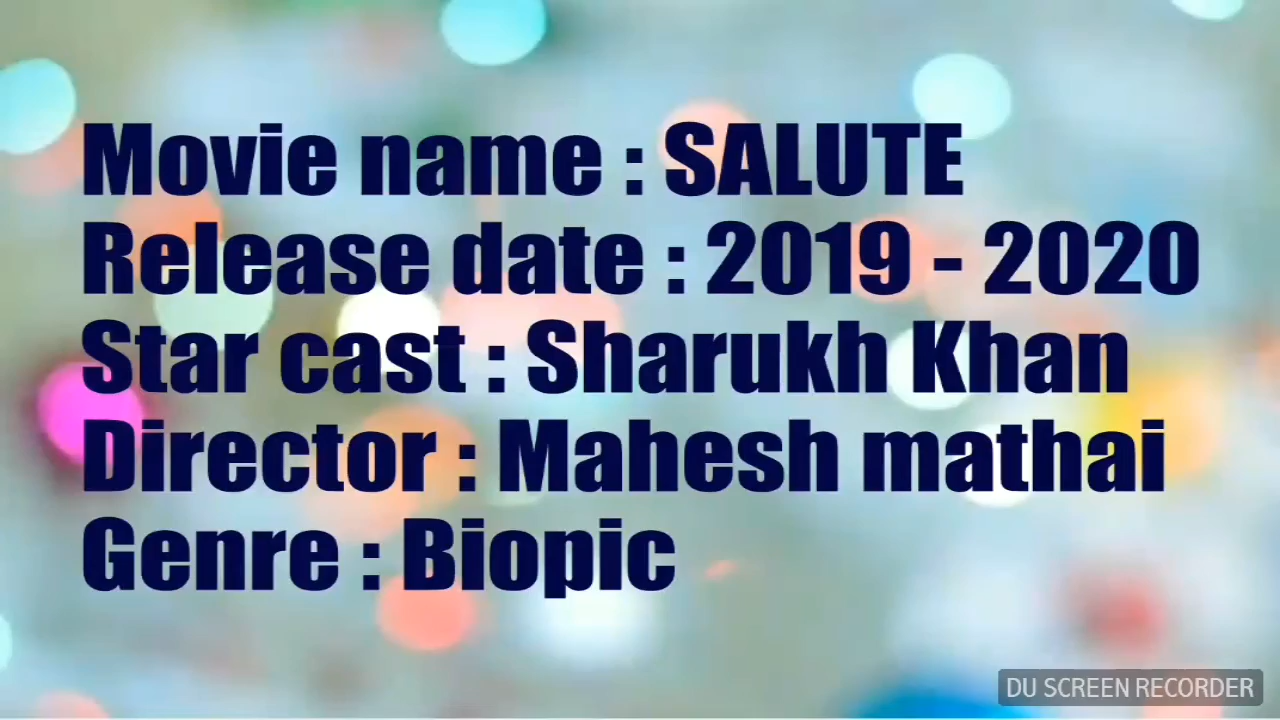 Movie name : SALUTE
Release date : 2019 - 2020
Star cast : Sharukh Khan
Director : Mahesh mathai
Genre : Biopic
DU SCREEN RECORDER